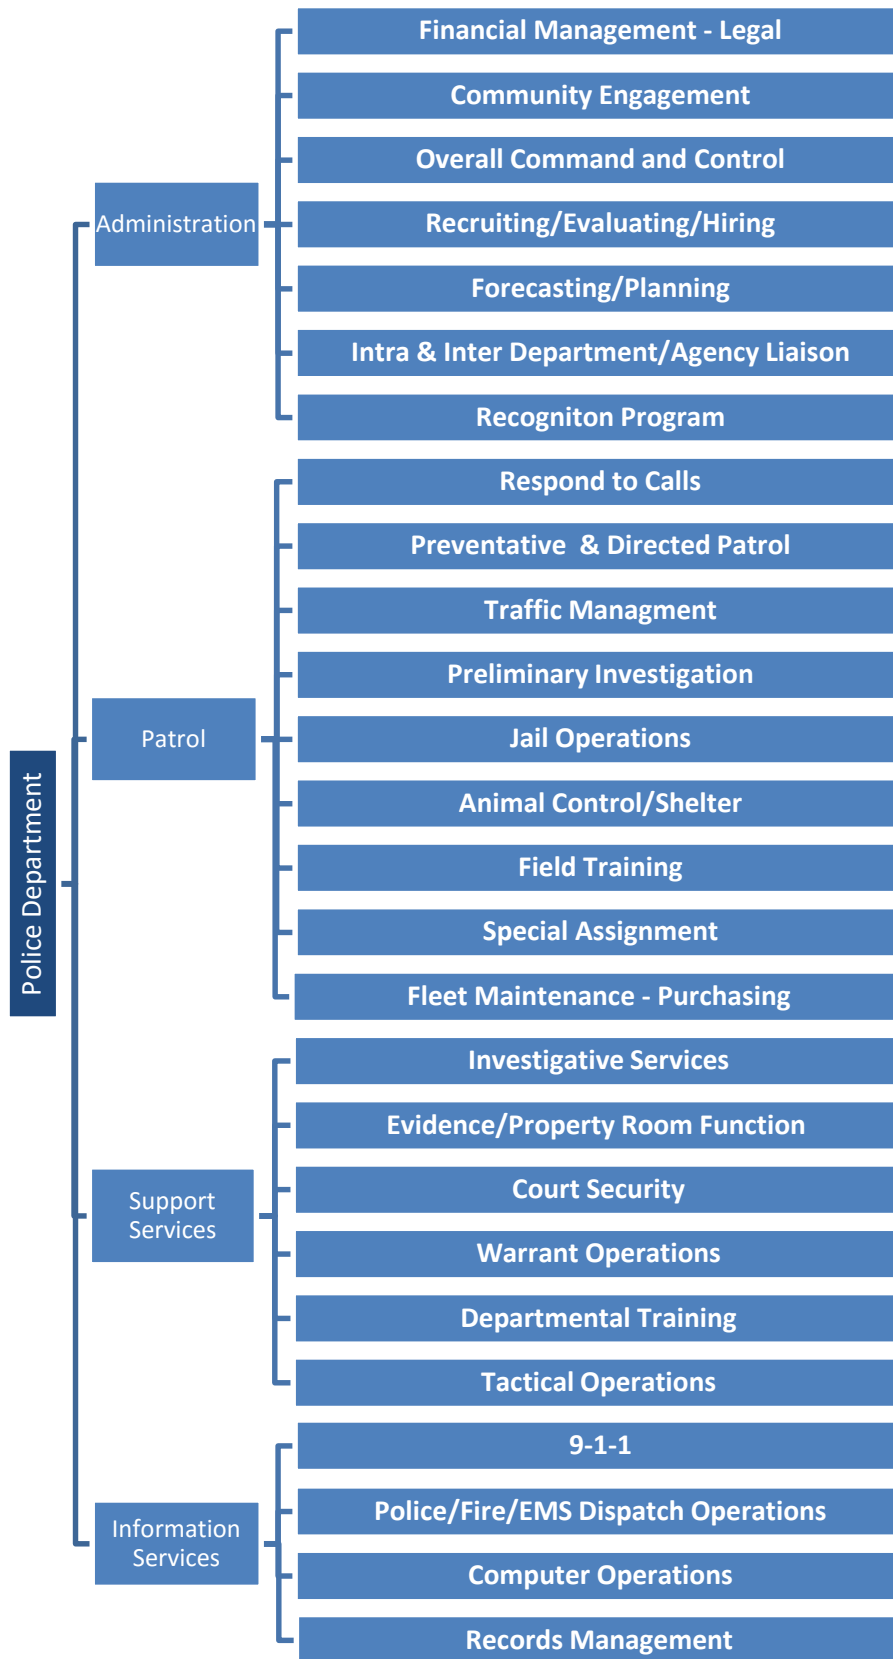 Police Department
Administration
Financial Management - Legal
Community Engagement
Overall Command and Control
Recruiting/Evaluating/Hiring
Forecasting/Planning
Intra & Inter Department/Agency Liaison
Recogniton Program
Patrol
Respond to Calls
Preventative  & Directed Patrol
Traffic Managment
Preliminary Investigation
Jail Operations
Animal Control/Shelter
Field Training
Special Assignment
Fleet Maintenance - Purchasing
Support
Services
Investigative Services
Evidence/Property Room Function
Court Security
Warrant Operations
Departmental Training
Tactical Operations
Information
Services
9-1-1
Police/Fire/EMS Dispatch Operations
Computer Operations
Records Management